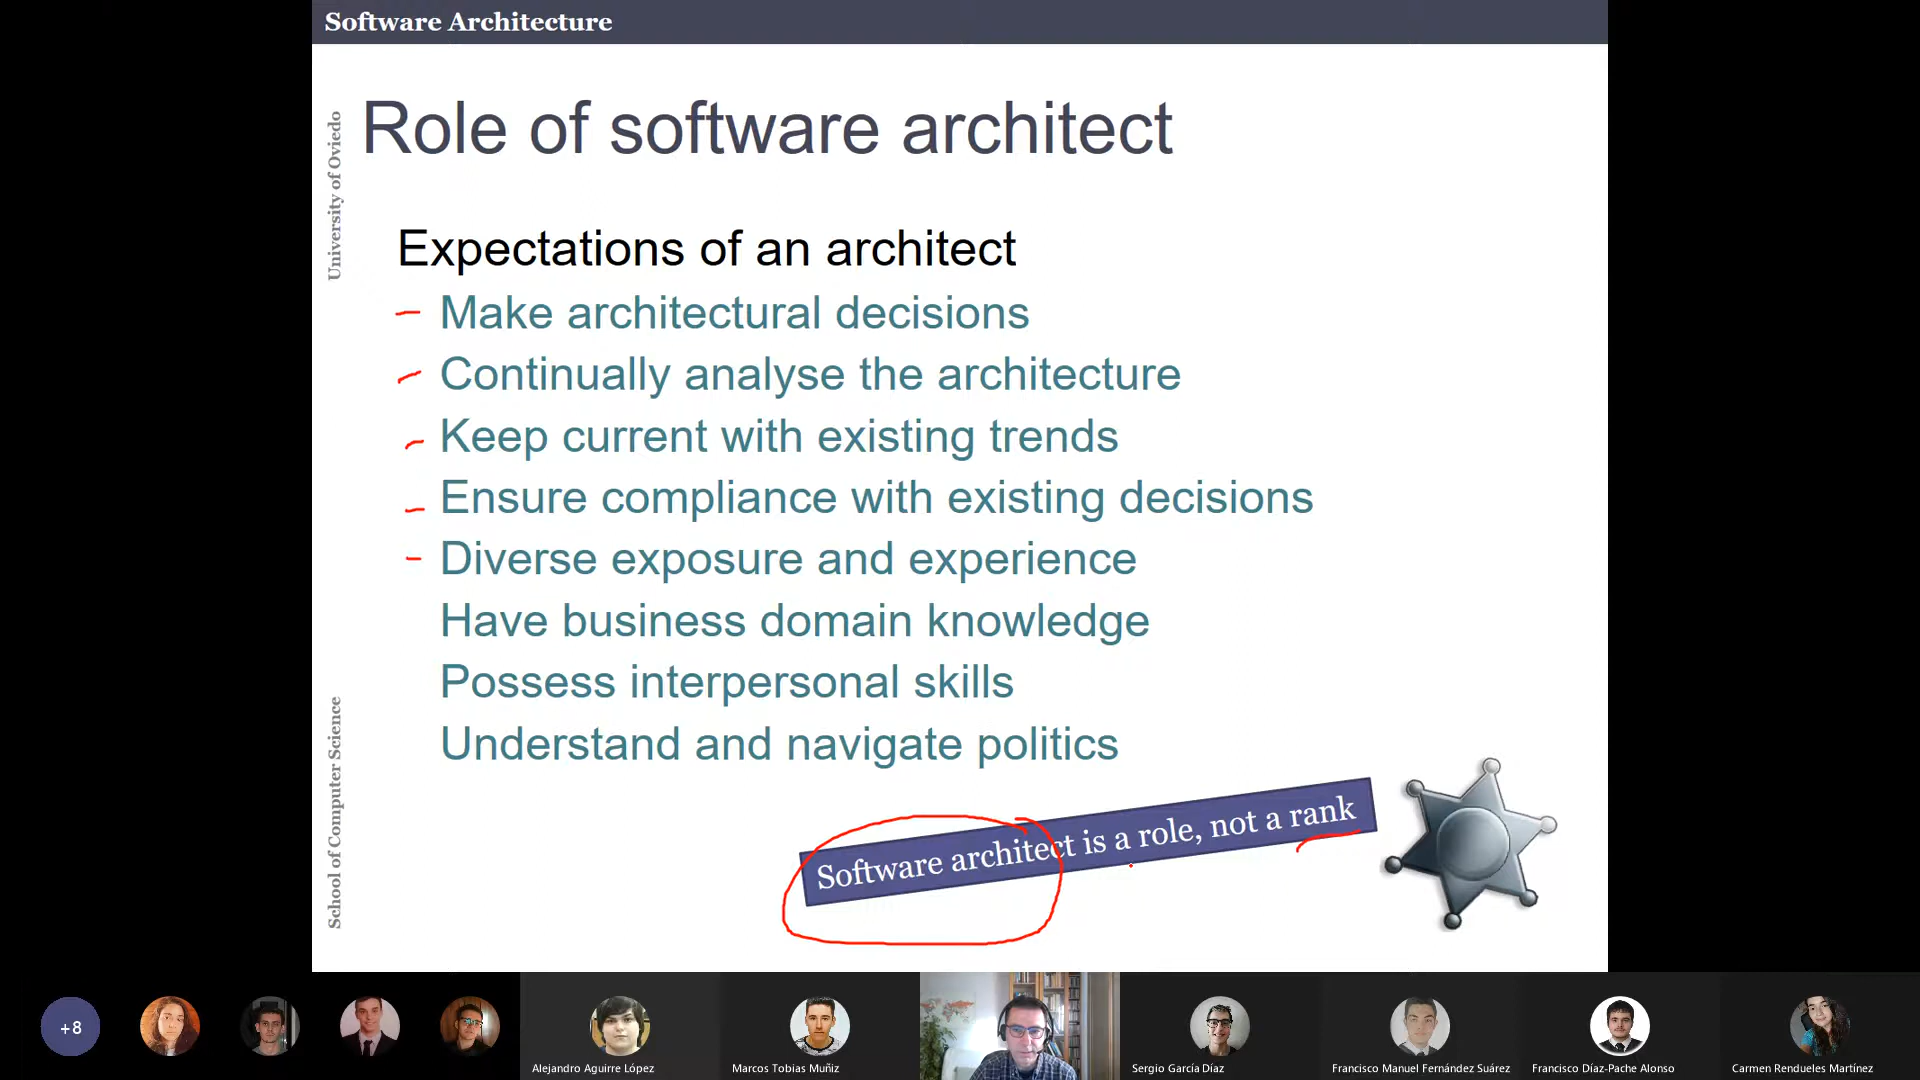 Software Architecture
University of Oviedo
School of Computer Science
Role of software architect
Expectations of an architect
Make architectural decisions
Continually analyse the architecture
Keep current with existing trends
Ensure compliance with existing decisions
Diverse exposure and experience
Have business domain knowledge
Possess interpersonal skills
Understand and navigate politics
Software architect is a role, not a rank
+8
Alejandro Aguirre López
Marcos Tobias Muñiz
Sergio García Díaz
Francisco Manuel Fernández Suárez
Francisco Díaz-Pache Alonso
Carmen Rendueles Martínez